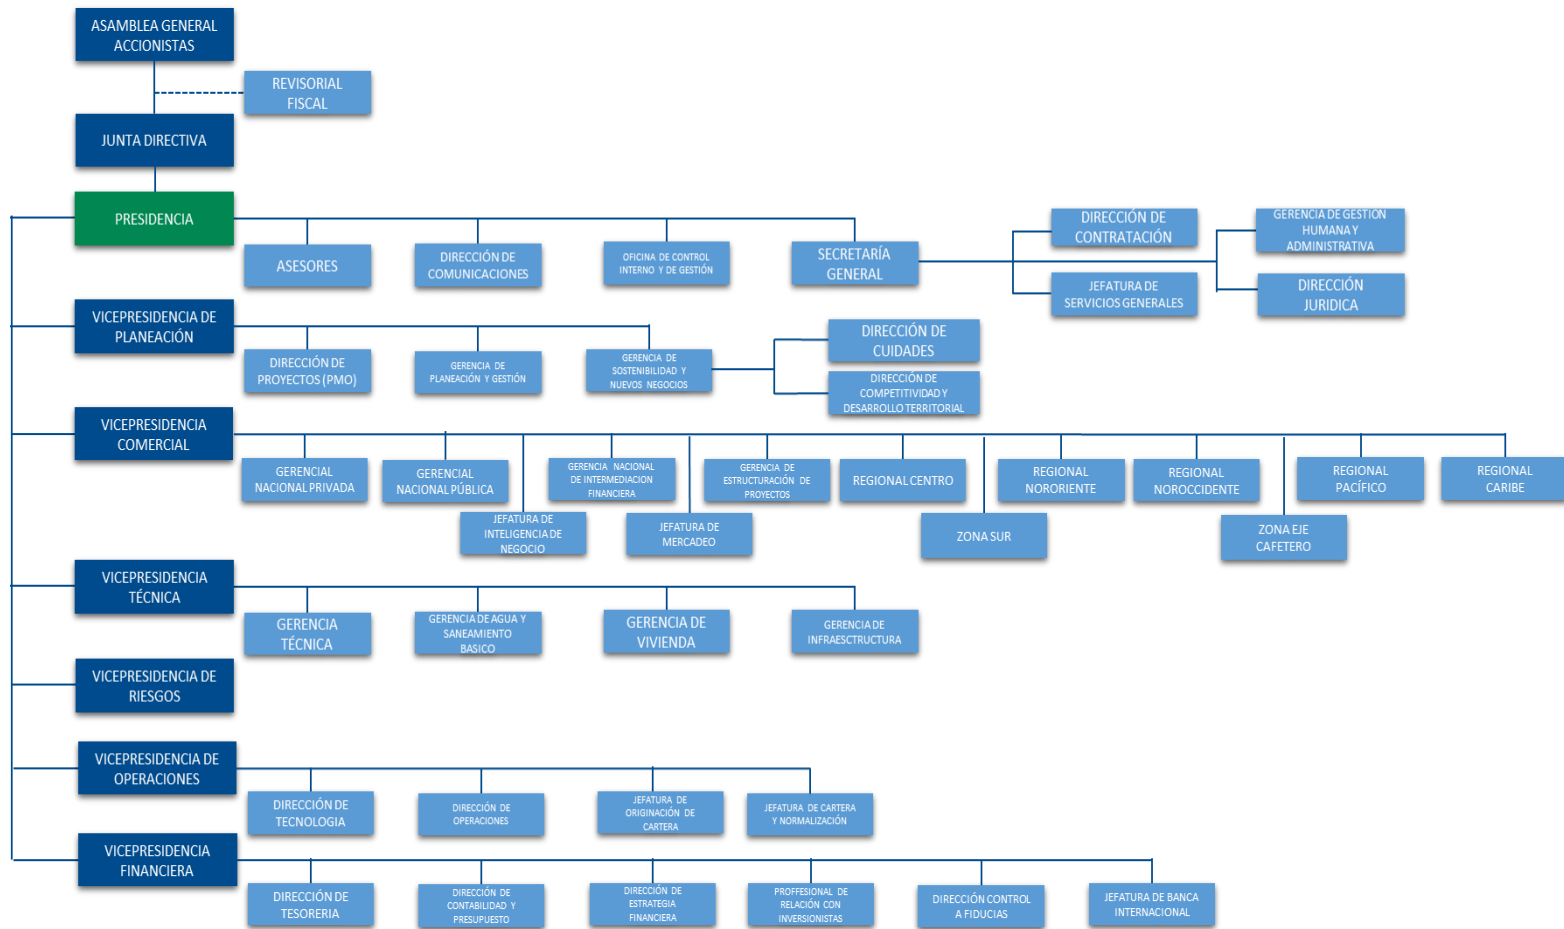 ASAMBLEA GENERAL
ACCIONISTAS
REVISORIAL
FISCAL
JUNTA DIRECTIVA
PRESIDENCIA
ASESORES
DIRECCIÓN DE
COMUNICACIONES
OFICINA DE CONTROL
INTERNO Y DE GESTIÓN
SECRETARÍA
GENERAL
DIRECCIÓN DE
CONTRATACIÓN
GERENCIA DE GESTIÓN
HUMANA Y
ADMINISTRATIVA
JEFATURA DE
SERVICIOS GENERALES
DIRECCIÓN
JURIDICA
VICEPRESIDENCIA DE
PLANEACIÓN
DIRECCIÓN DE
PROYECTOS (PMO)
GERENCIA DE
PLANEACIÓN Y GESTIÓN
GERENCIA DE
SOSTENIBILIDAD Y
NUEVOS NEGOCIOS
DIRECCIÓN DE
CUIDADES
DIRECCIÓN DE
COMPETITIVIDAD Y
DESARROLLO TERRITORIAL
VICEPRESIDENCIA
COMERCIAL
GERENCIAL
NACIONAL PRIVADA
GERENCIAL
NACIONAL PÚBLICA
JEFATURA DE
INTELIGENCIA DE
NEGOCIO
GERENCIA NACIONAL
DE INTERMEDIACION
FINANCIERA
JEFATURA DE
MERCADEO
GERENCIA DE
ESTRUCTURACIÓN DE
PROYECTOS
REGIONAL CENTRO
ZONA SUR
REGIONAL
NORORIENTE
REGIONAL
NOROCCIDENTE
ZONA EJE
CAFETERO
REGIONAL
PACÍFICO
REGIONAL
CARIBE
VICEPRESIDENCIA
TÉCNICA
GERENCIA
TÉCNICA
GERENCIA DE AGUA Y
SANEAMIENTO
BASICO
GERENCIA DE
VIVIENDA
GERENCIA DE
INFRAESCTRUCTURA
VICEPRESIDENCIA DE
RIESGOS
VICEPRESIDENCIA DE
OPERACIONES
DIRECCIÓN DE
TECNOLOGIA
DIRECCIÓN DE
OPERACIONES
JEFATURA DE
ORIGINACIÓN DE
CARTERA
JEFATURA DE CARTERA
Y NORMALIZACIÓN
VICEPRESIDENCIA
FINANCIERA
DIRECCIÓN DE
TESORERIA
DIRECCIÓN DE
CONTABILIDAD Y
PRESUPUESTO
DIRECCIÓN DE
ESTRATEGIA
FINANCIERA
PROFFESIONAL DE
RELACIÓN CON
INVERSIONISTAS
DIRECCIÓN CONTROL
A FIDUCIAS
JEFATURA DE BANCA
INTERNACIONAL